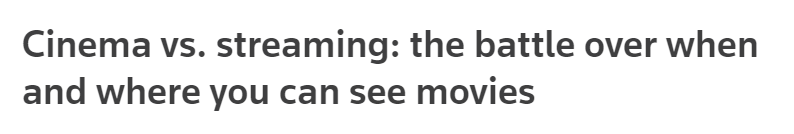 Cinema vs. streaming: the battle over when
and where you can see movies